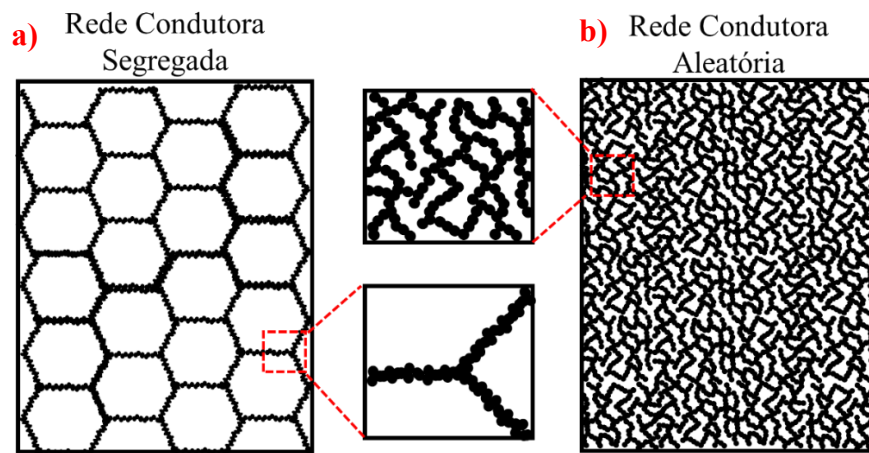 a)
Rede Condutora
Segregada
b)
Rede Condutora
Aleatória